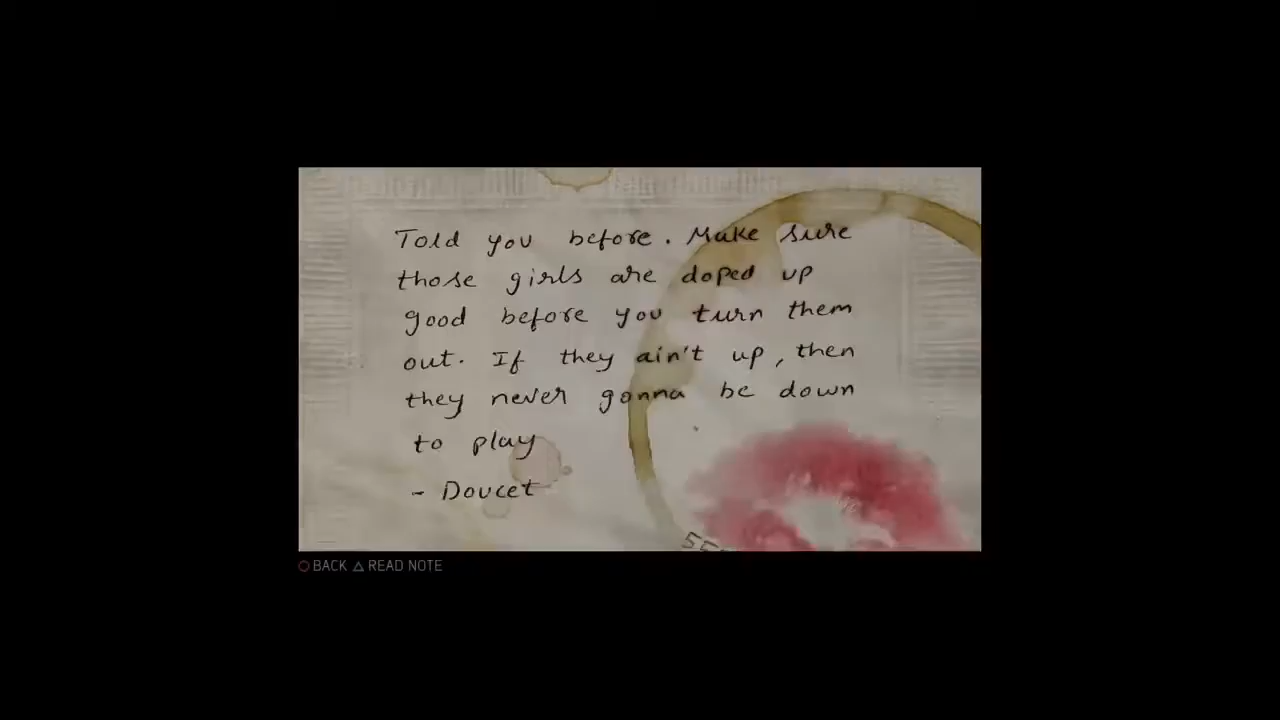 Told you before. Make sure
those girls are doped up
good before you turn them
out. If they ain't up, then
they never gonna be down
to play
- Doucet
BACK READ NOTE